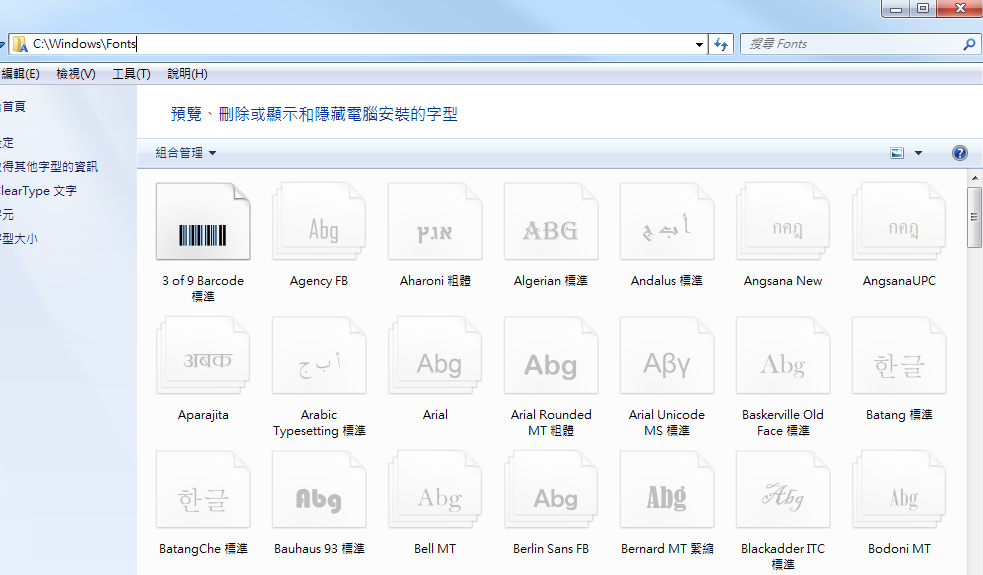 C:\Windows\Fonts
搜尋 Fonts
編輯(E) 檢視(V) 工具(T) 說明(H)
首頁
預覽、刪除或顯示和隱藏電腦安裝的字型
定
得其他字型的資訊
組合管理
learType 文字
元
型大小
Abg אבץ ABG أ ب ج กคฎ กคฎ
3 of 9 Barcode
標準
Agency FB
Aharoni 粗體
Algerian 標準
Andalus 標準
Angsana New
AngsanaUPC
अबक أ ب ج Abg Abg Aβγ Abg 한글
Aparajita
Arabic
Typesetting 標準
Arial
Arial Rounded
MT 粗體
Arial Unicode
MS 標準
Baskerville Old
Face 標準
Batang 標準
한글 Abg Abg Abg Abg Abg Abg
BatangChe 標準
Bauhaus 93 標準
Bell MT
Berlin Sans FB
Bernard MT 緊縮
Blackadder ITC
標準
Bodoni MT